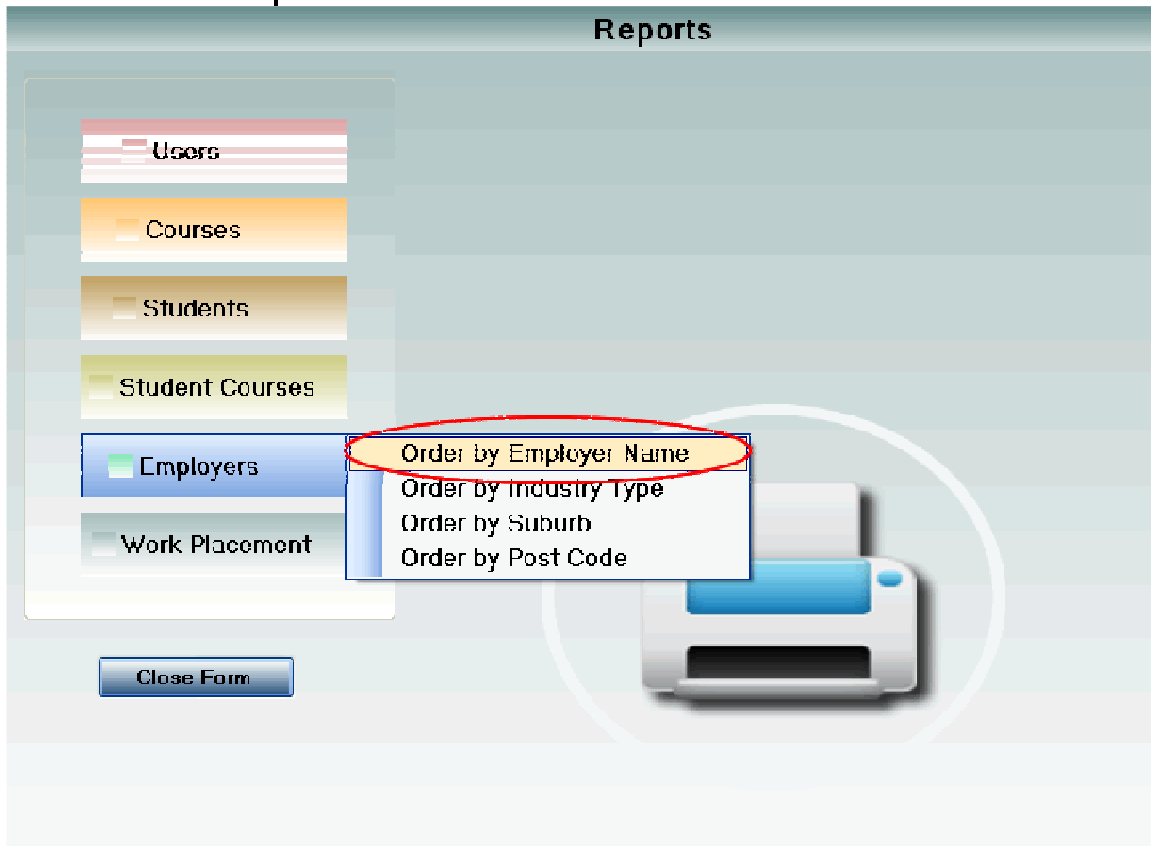 Reports
Users
Courses
Students
Student Courses
Employers
Order by Employer Name
Order by Industry Type
Order by Suburb
Order by Post Code
Work Placement
Close Form